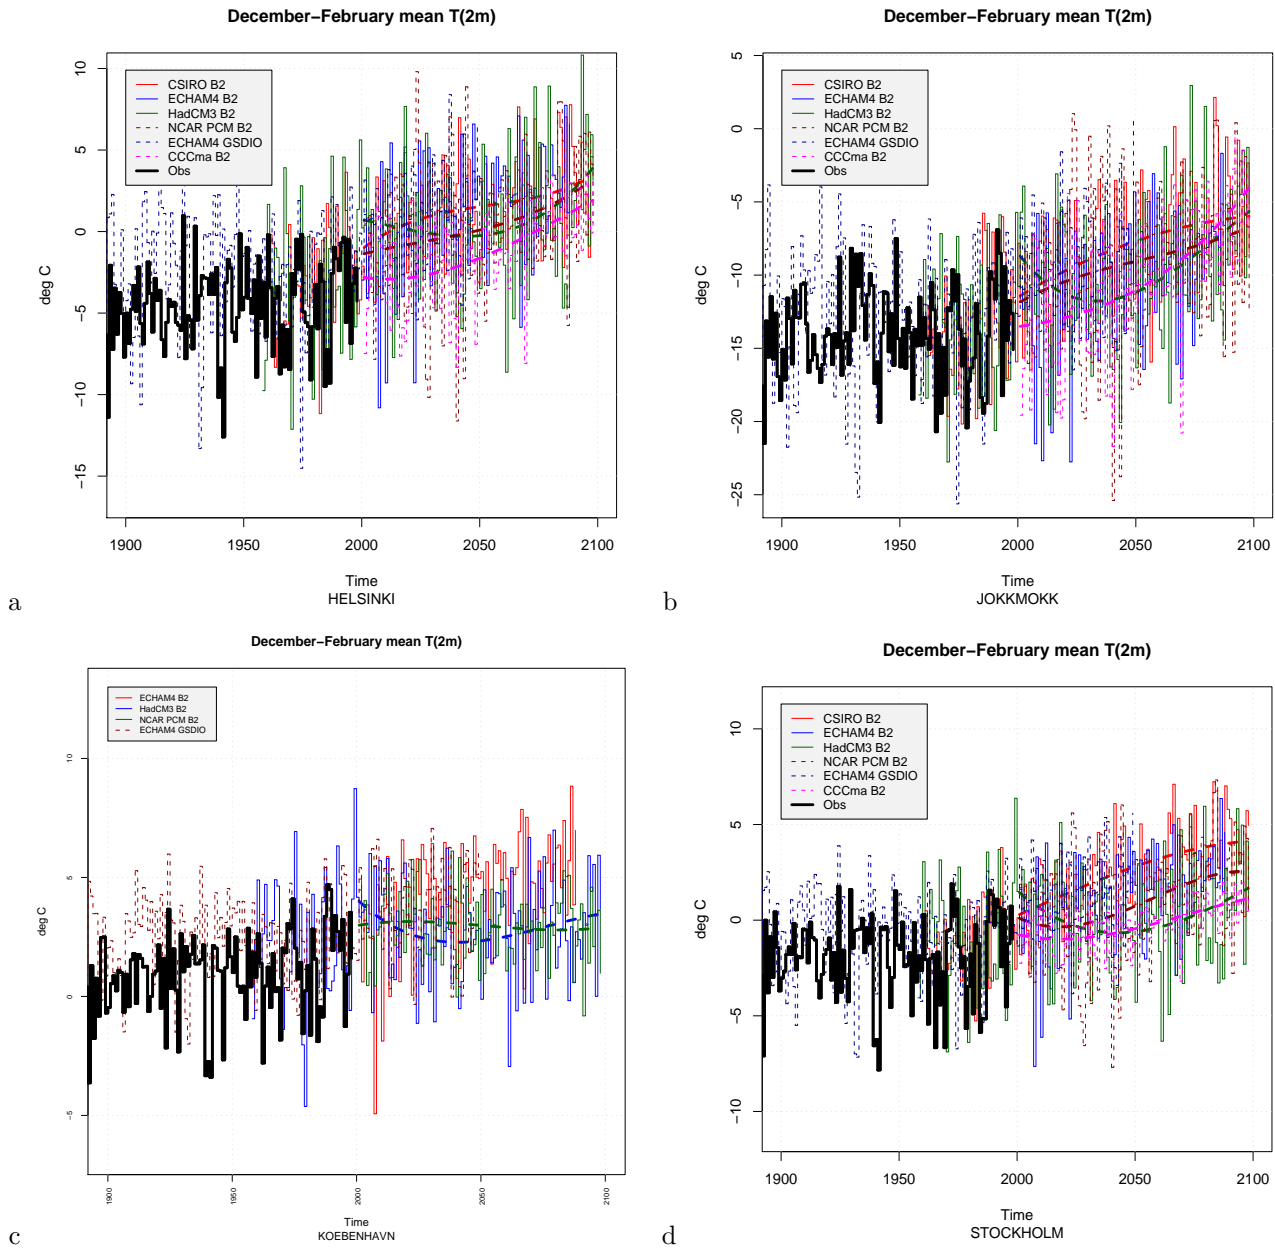 December−February mean T(2m)
CSIRO B2
ECHAM4 B2
HadCM3 B2
NCAR PCM B2
ECHAM4 GSDIO
CCCma B2
Obs
deg C
10
5
0
−5
−10
−15
1900
1950
2000
2050
2100
Time
HELSINKI
a
December−February mean T(2m)
CSIRO B2
ECHAM4 B2
HadCM3 B2
NCAR PCM B2
ECHAM4 GSDIO
CCCma B2
Obs
deg C
5
0
−5
−10
−15
−20
−25
1900
1950
2000
2050
2100
Time
JOKKMOKK
b
December−February mean T(2m)
ECHAM4 B2
HadCM3 B2
NCAR PCM B2
ECHAM4 GSDIO
deg C
10
5
0
−5
1900
1950
2000
2050
2100
Time
KOEBENHAVN
c
December−February mean T(2m)
CSIRO B2
ECHAM4 B2
HadCM3 B2
NCAR PCM B2
ECHAM4 GSDIO
CCCma B2
Obs
deg C
10
5
0
−5
−10
1900
1950
2000
2050
2100
Time
STOCKHOLM
d